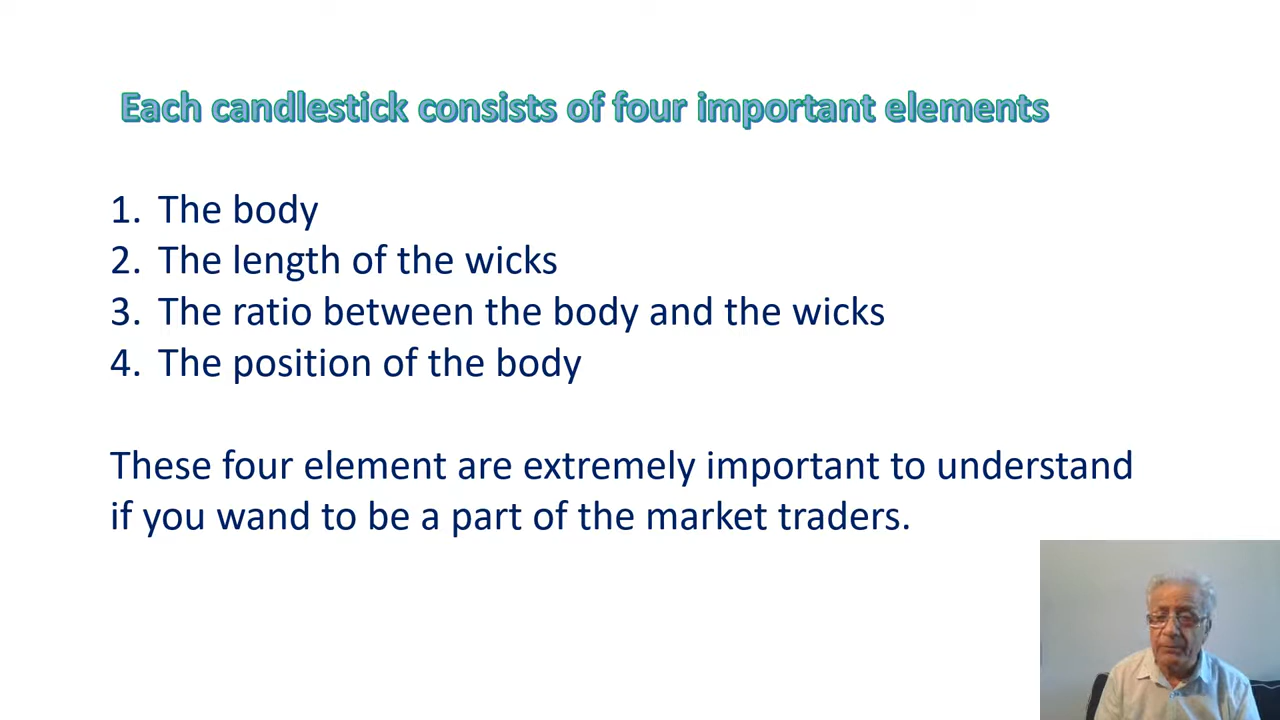 Each candlestick consists of four important elements
1. The body
2. The length of the wicks
3. The ratio between the body and the wicks
4. The position of the body
These four element are extremely important to understand
if you wand to be a part of the market traders.